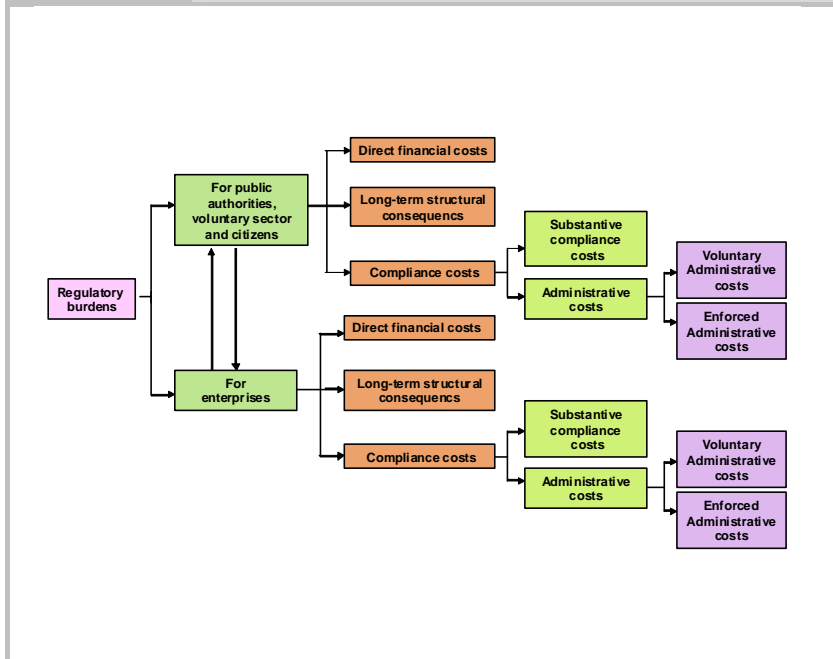 Regulatory
burdens
For public
authorities,
voluntary sector
and citizens
Direct financial costs
Long-term structural
consequencs
Compliance costs
Substantive
compliance
costs
Administrative
costs
Voluntary
Administrative
costs
Enforced
Administrative
costs
For
enterprises
Direct financial costs
Long-term structural
consequencs
Compliance costs
Substantive
compliance
costs
Administrative
costs
Voluntary
Administrative
costs
Enforced
Administrative
costs